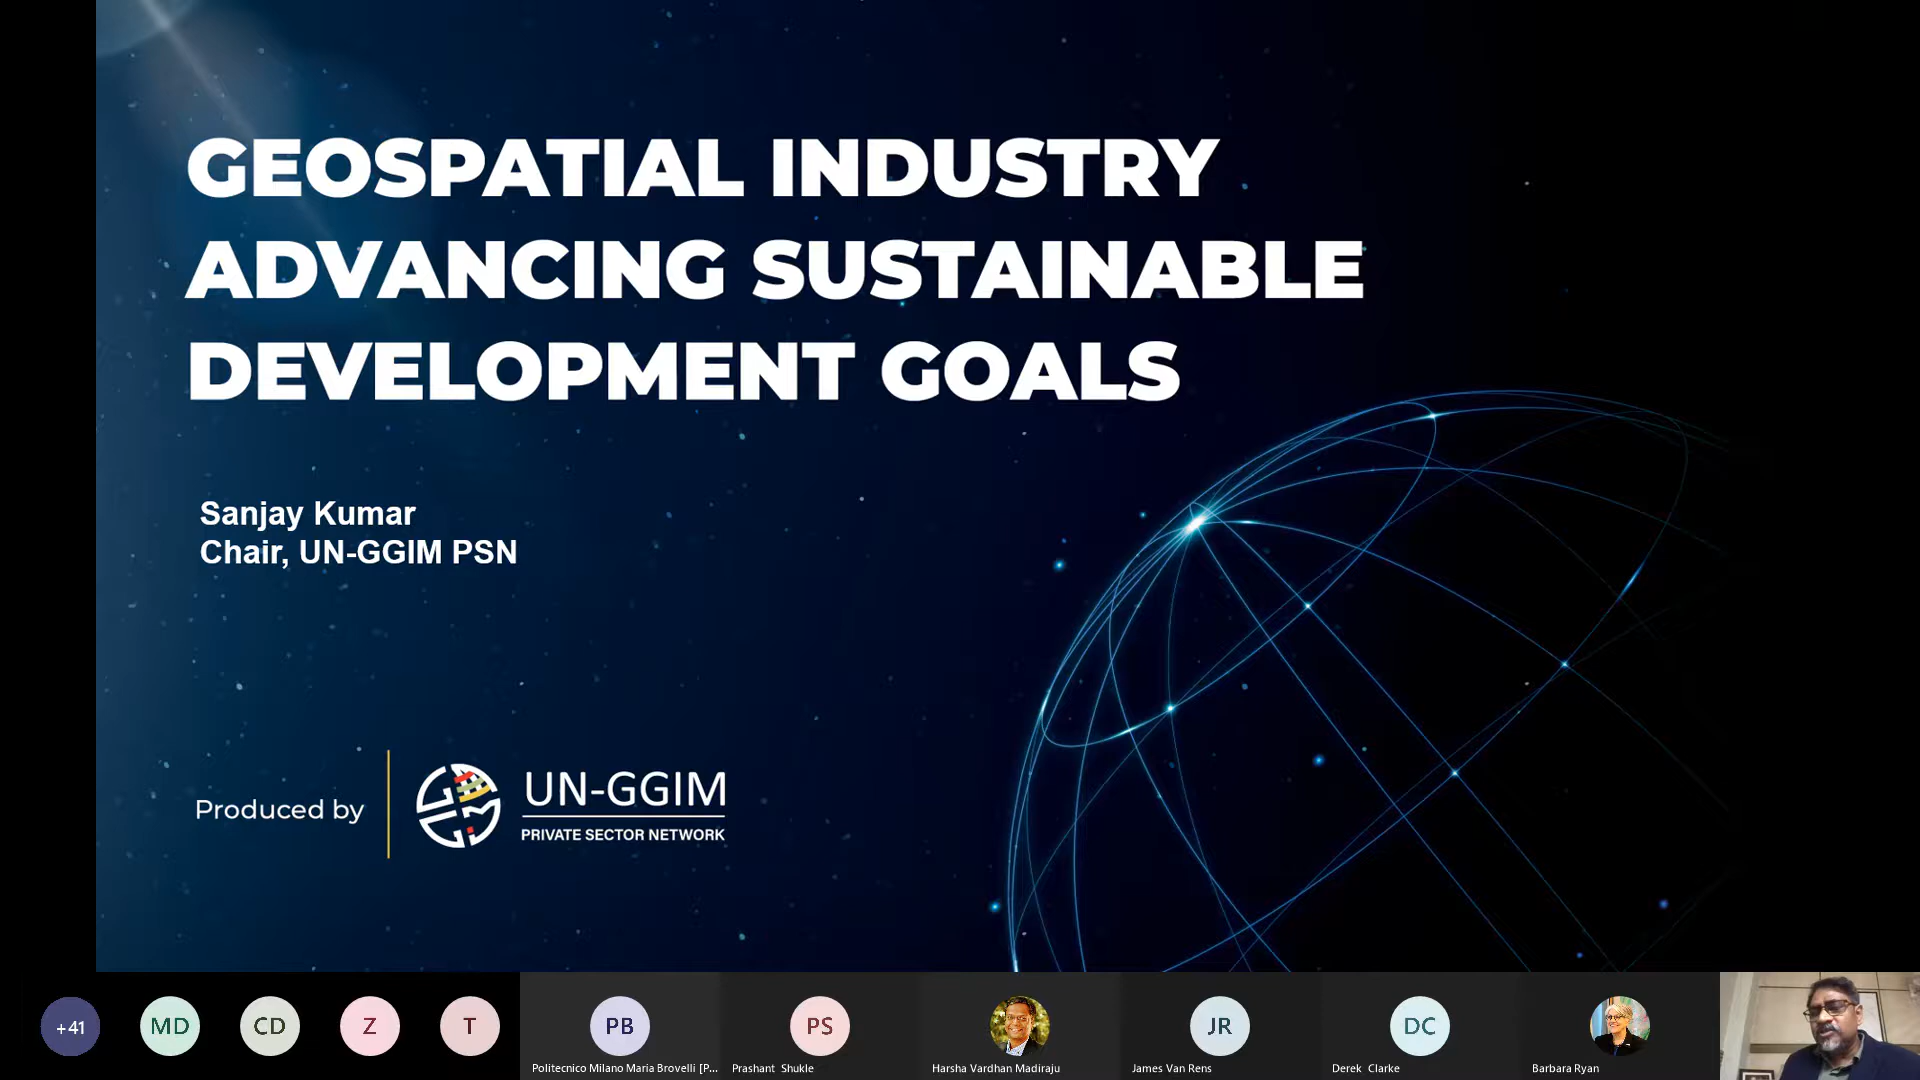 GEOSPATIAL INDUSTRY
ADVANCING SUSTAINABLE
DEVELOPMENT GOALS
Sanjay Kumar
Chair, UN-GGIM PSN
Produced by
UN-GGIM
PRIVATE SECTOR NETWORK
+41
MD
CD
Z
T
PB
PS
JR
DC
Politecnico Milano Maria Brovelli [P...
Prashant Shukle
Harsha Vardhan Madiraju
James Van Rens
Derek Clarke
Barbara Ryan